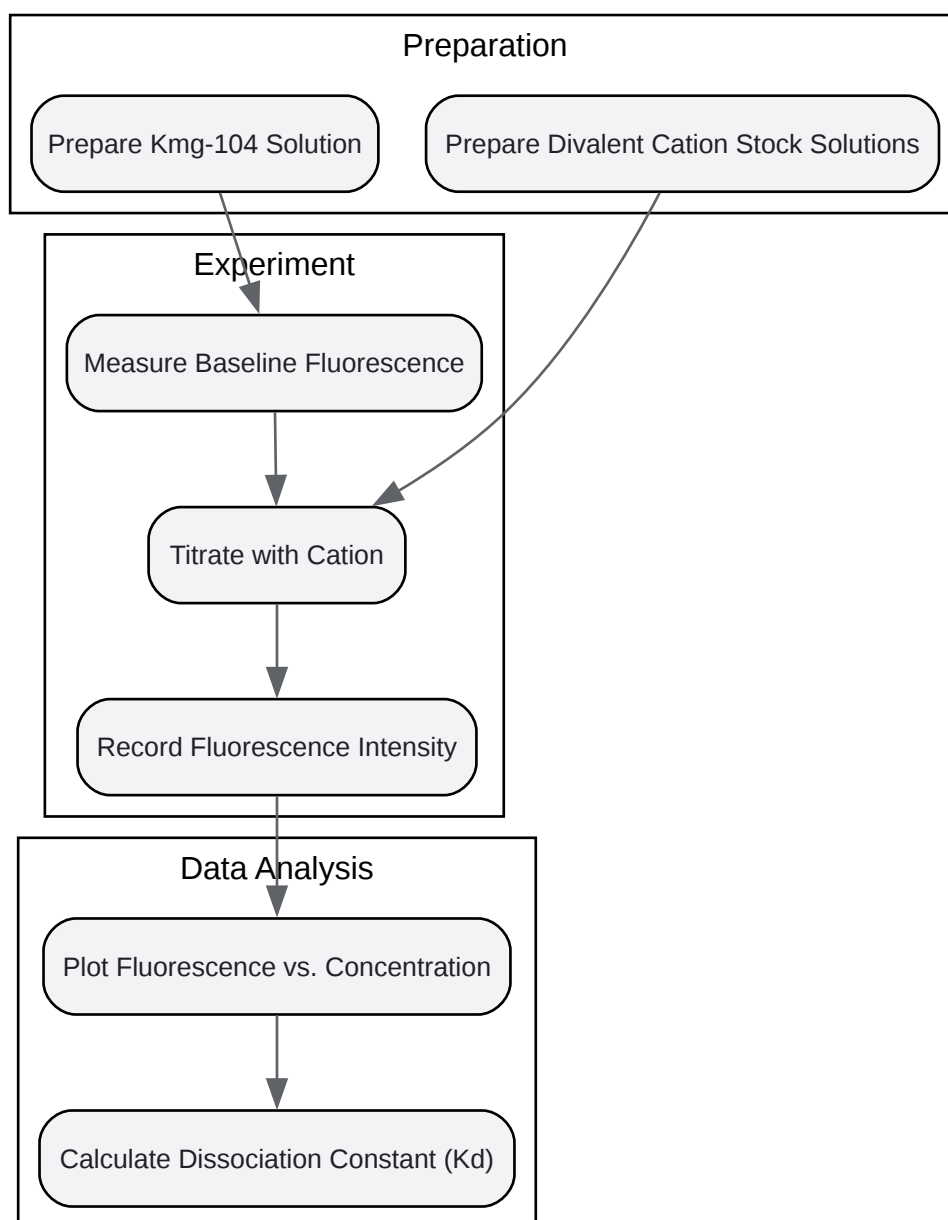 Preparation
Prepare Kmg-104 Solution
Prepare Divalent Cation Stock Solutions
Experiment
Measure Baseline Fluorescence
Titrate with Cation
Record Fluorescence Intensity
Data Analysis
Plot Fluorescence vs. Concentration
Calculate Dissociation Constant (Kd)